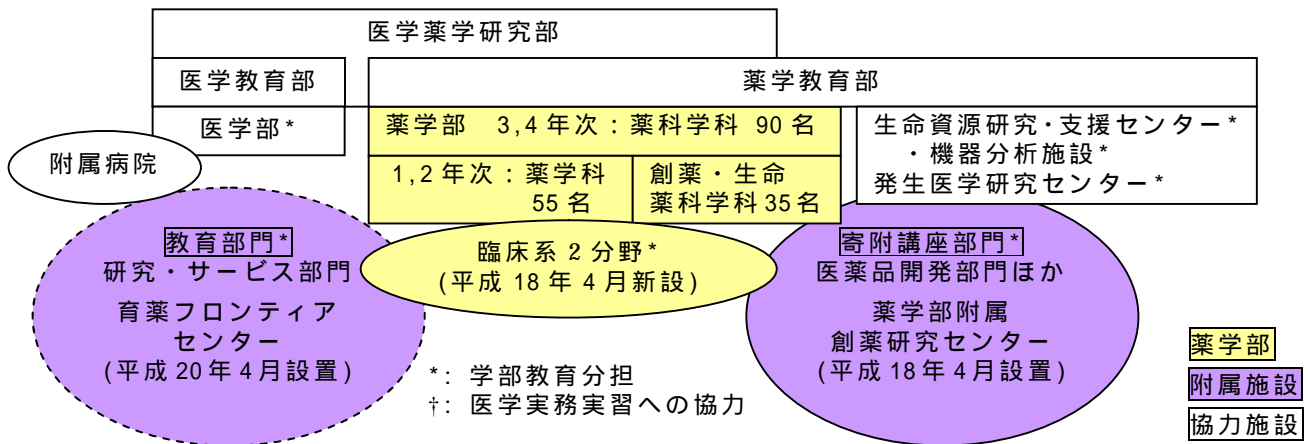 医学薬学研究部
医学教育部
薬学教育部
医学部*
薬学部 3,4年次：薬科学科 90名
生命資源研究・支援センター*
・機器分析施設*
発生医学研究センター*
附属病院
1,2年次：薬学科
55名
創薬・生命
薬科学科35名
教育部門*
研究・サービス部門
育薬フロンティア
センター
(平成20年4月設置)
臨床系2分野*
(平成18年4月新設)
寄附講座部門*
医薬品開発部門ほか
薬学部附属
創薬研究センター
(平成18年4月設置)
*: 学部教育分担
†: 医学実務実習への協力
薬学部
附属施設
協力施設